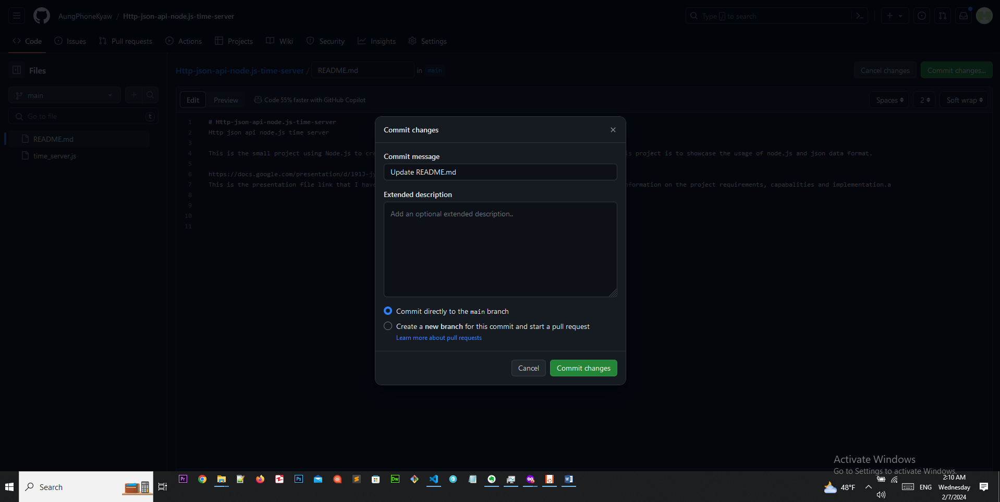 AungPhoneKyaw / Http-json-api-node.js-time-server
Type / to search
Code Issues Pull requests Actions Projects Wiki Security Insights Settings
Files
Http-json-api-node.js-time-server / README.md in main
Cancel changes Commit changes...
main
Go to file t
README.md
time_server.js
Edit Preview Code 55% faster with GitHub Copilot
Spaces 2 Soft wrap
1 # Http-json-api-node.js-time-server
2 Http json api node.js time server
3
4 This is the small project using Node.js to project is to showcase the usage of node.js and json data format.
5
6 https://docs.google.com/presentation/d/191J-
7 This is the presentation file link that I have on the project requirements, capabalities and implementation.a
8
9
10
11
Commit changes
Commit message
Update README.md
Extended description
Add an optional extended description..
Commit directly to the main branch
Create a new branch for this commit and start a pull request
Learn more about pull requests
Cancel Commit changes
Activate Windows
Go to Settings to activate Windows.
Search
Pr
Ps
Dw
48°F
ENG
2:10 AM
Wednesday
2/7/2024